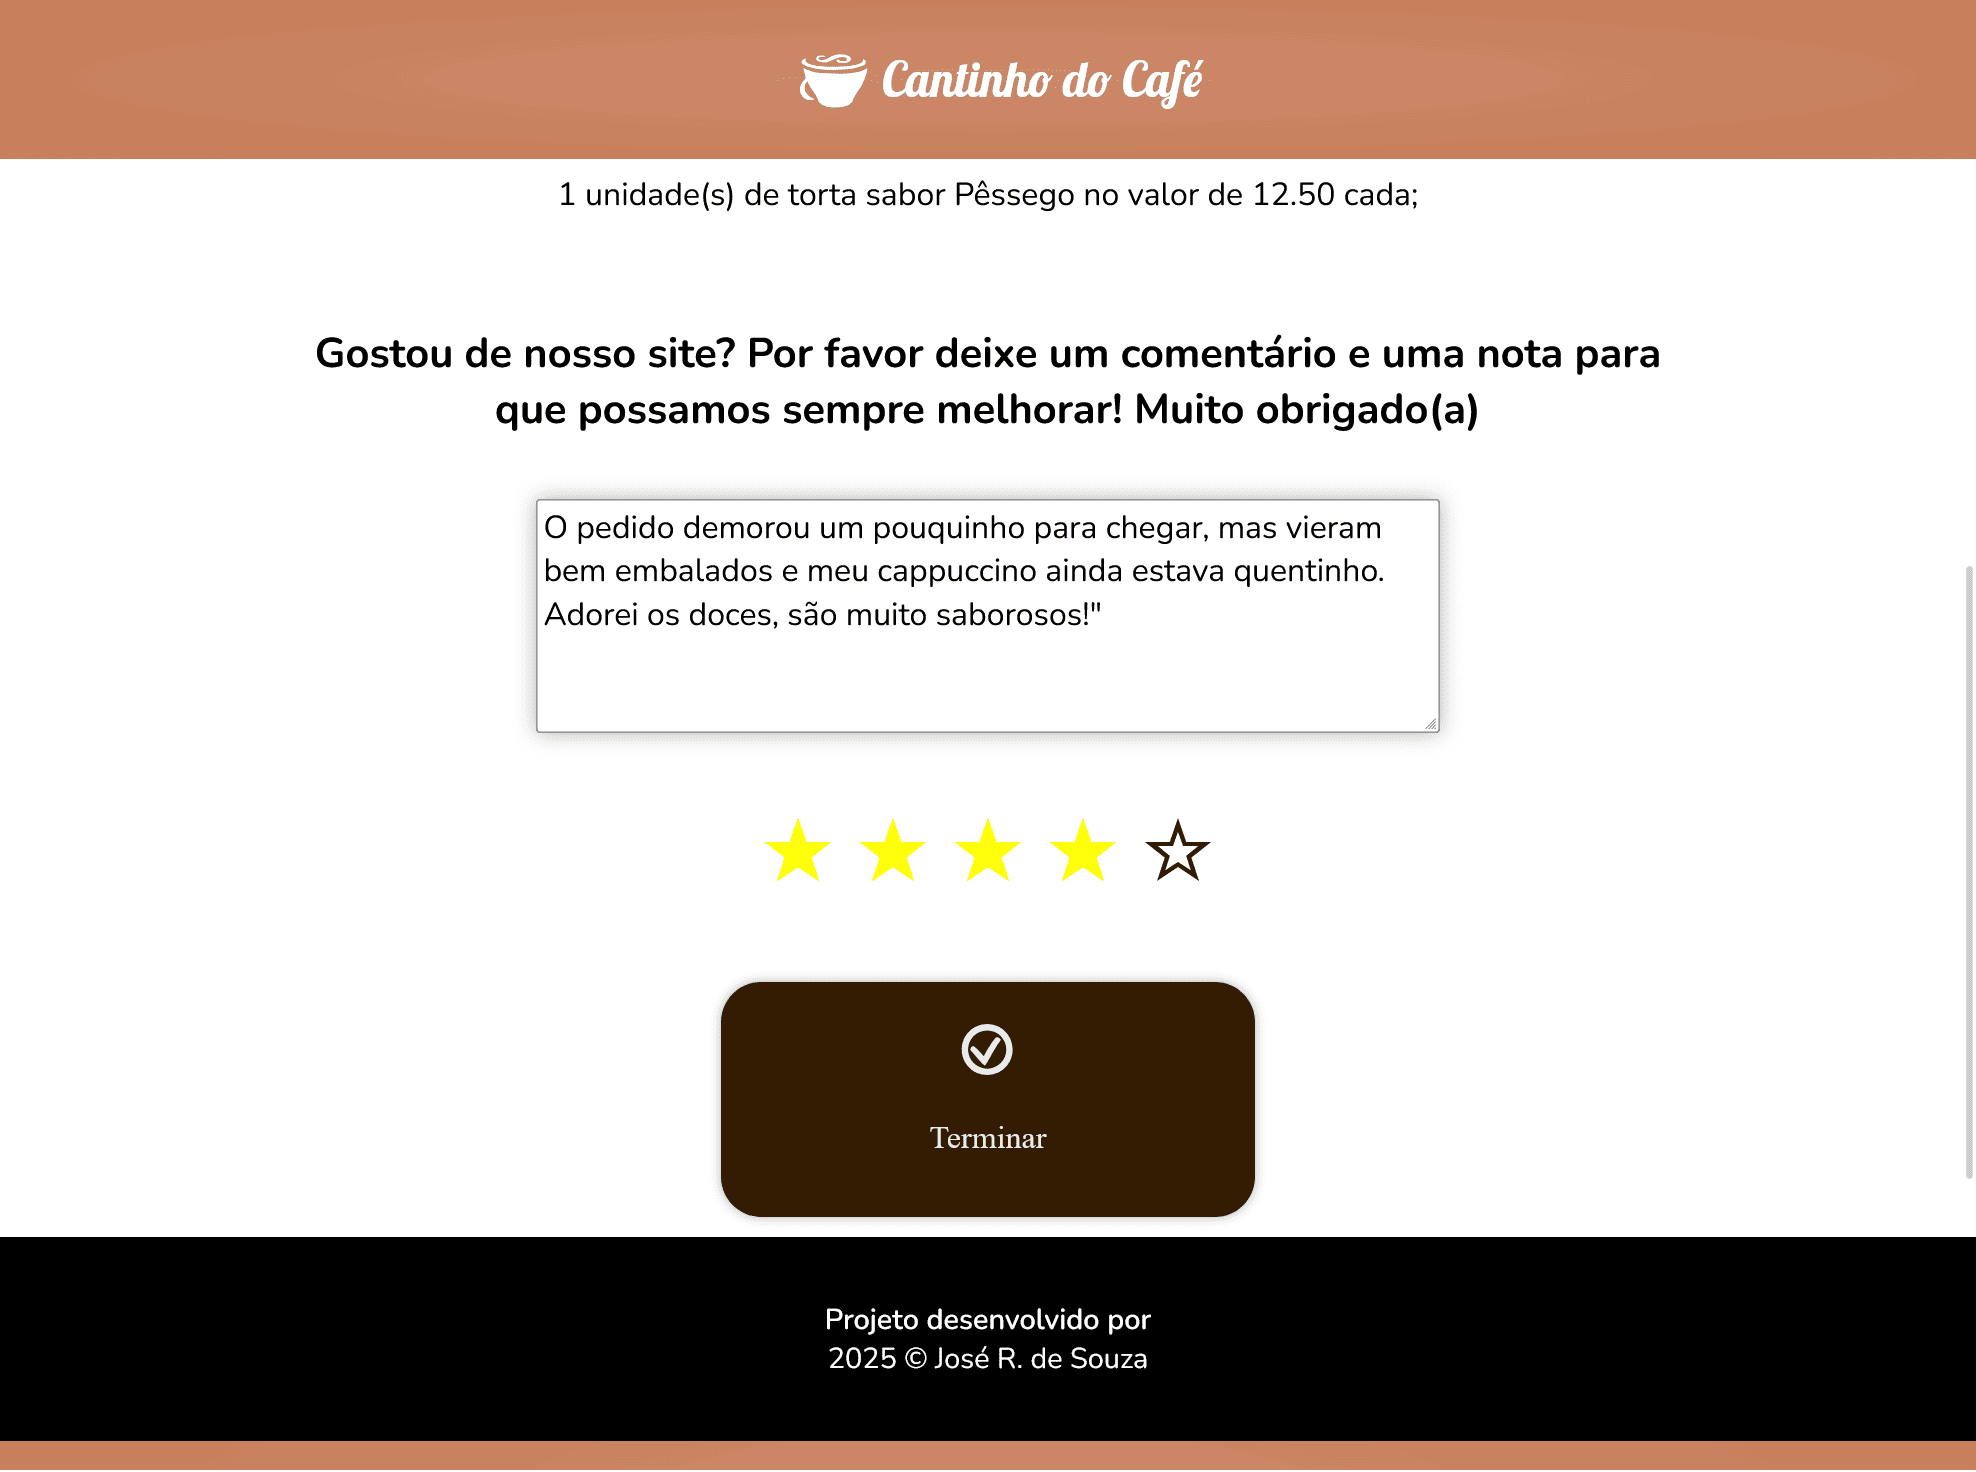 Cantinho do Café
1 unidade(s) de torta sabor Pêssego no valor de 12.50 cada;
Gostou de nosso site? Por favor deixe um comentário e uma nota para
que possamos sempre melhorar! Muito obrigado(a)
O pedido demorou um pouquinho para chegar, mas vieram
bem embalados e meu cappuccino ainda estava quentinho.
Adorei os doces, são muito saborosos!"
Terminar
Projeto desenvolvido por
2025 © José R. de Souza